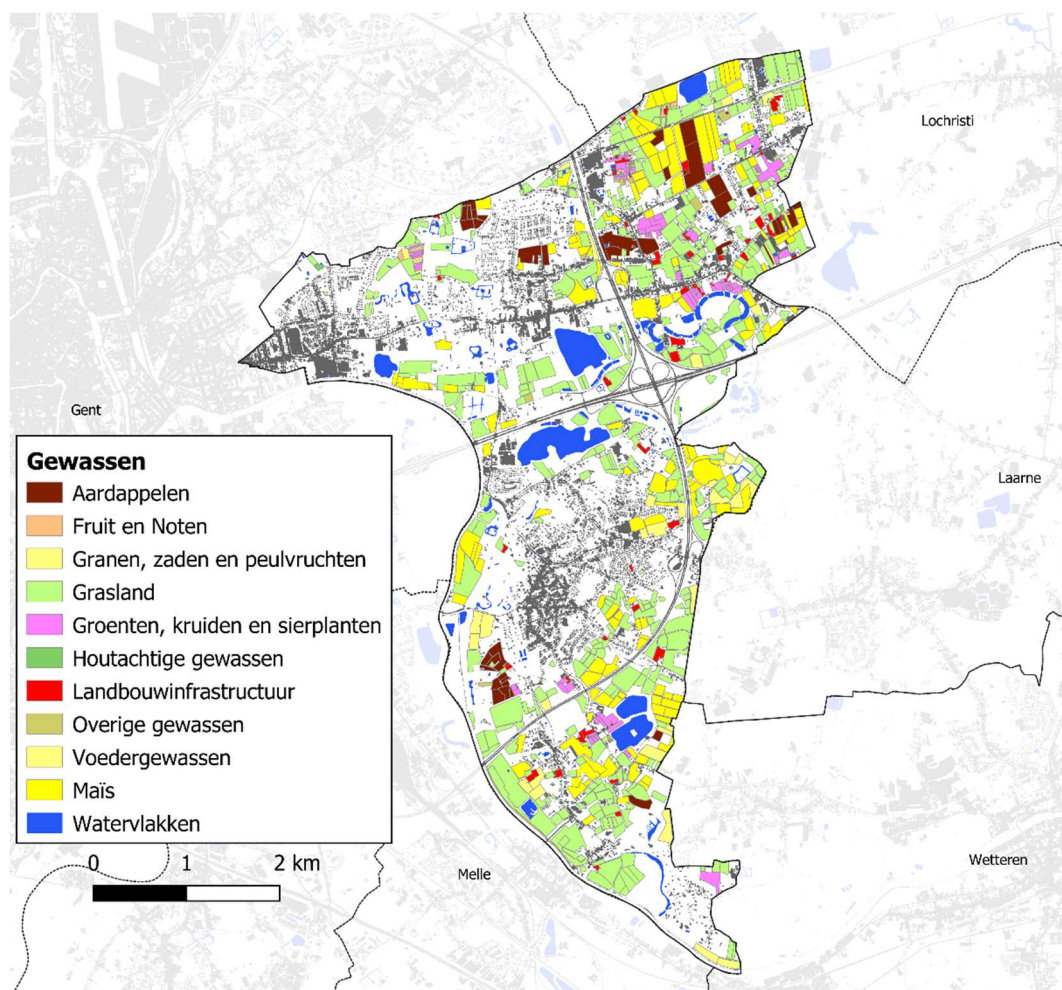 Lochristi
Gent
Laarne
Gewassen
Aardappelen
Fruit en Noten
Granen, zaden en peulvruchten
Grasland
Groenten, kruiden en sierplanten
Houtachtige gewassen
Landbouwinfrastructuur
Overige gewassen
Voedergewassen
Maïs
Watervlakken
0 1 2 km
Melle
Wetteren